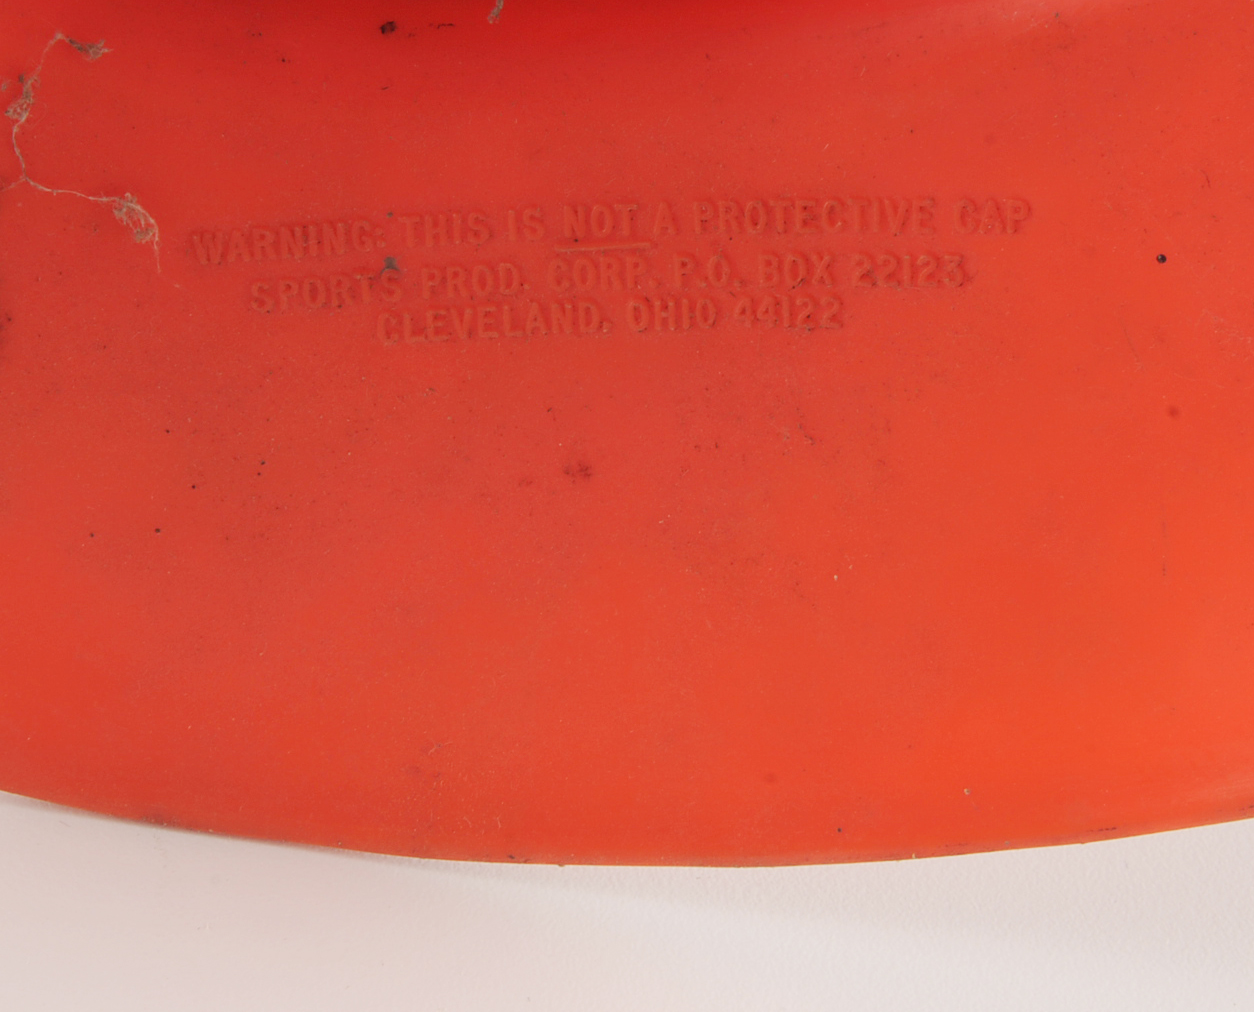 WARNING: THIS IS NOT A PROTECTIVE CAP
SPORTS PROD. CORP. P.O. BOX 22123
CLEVELAND, OHIO 44122